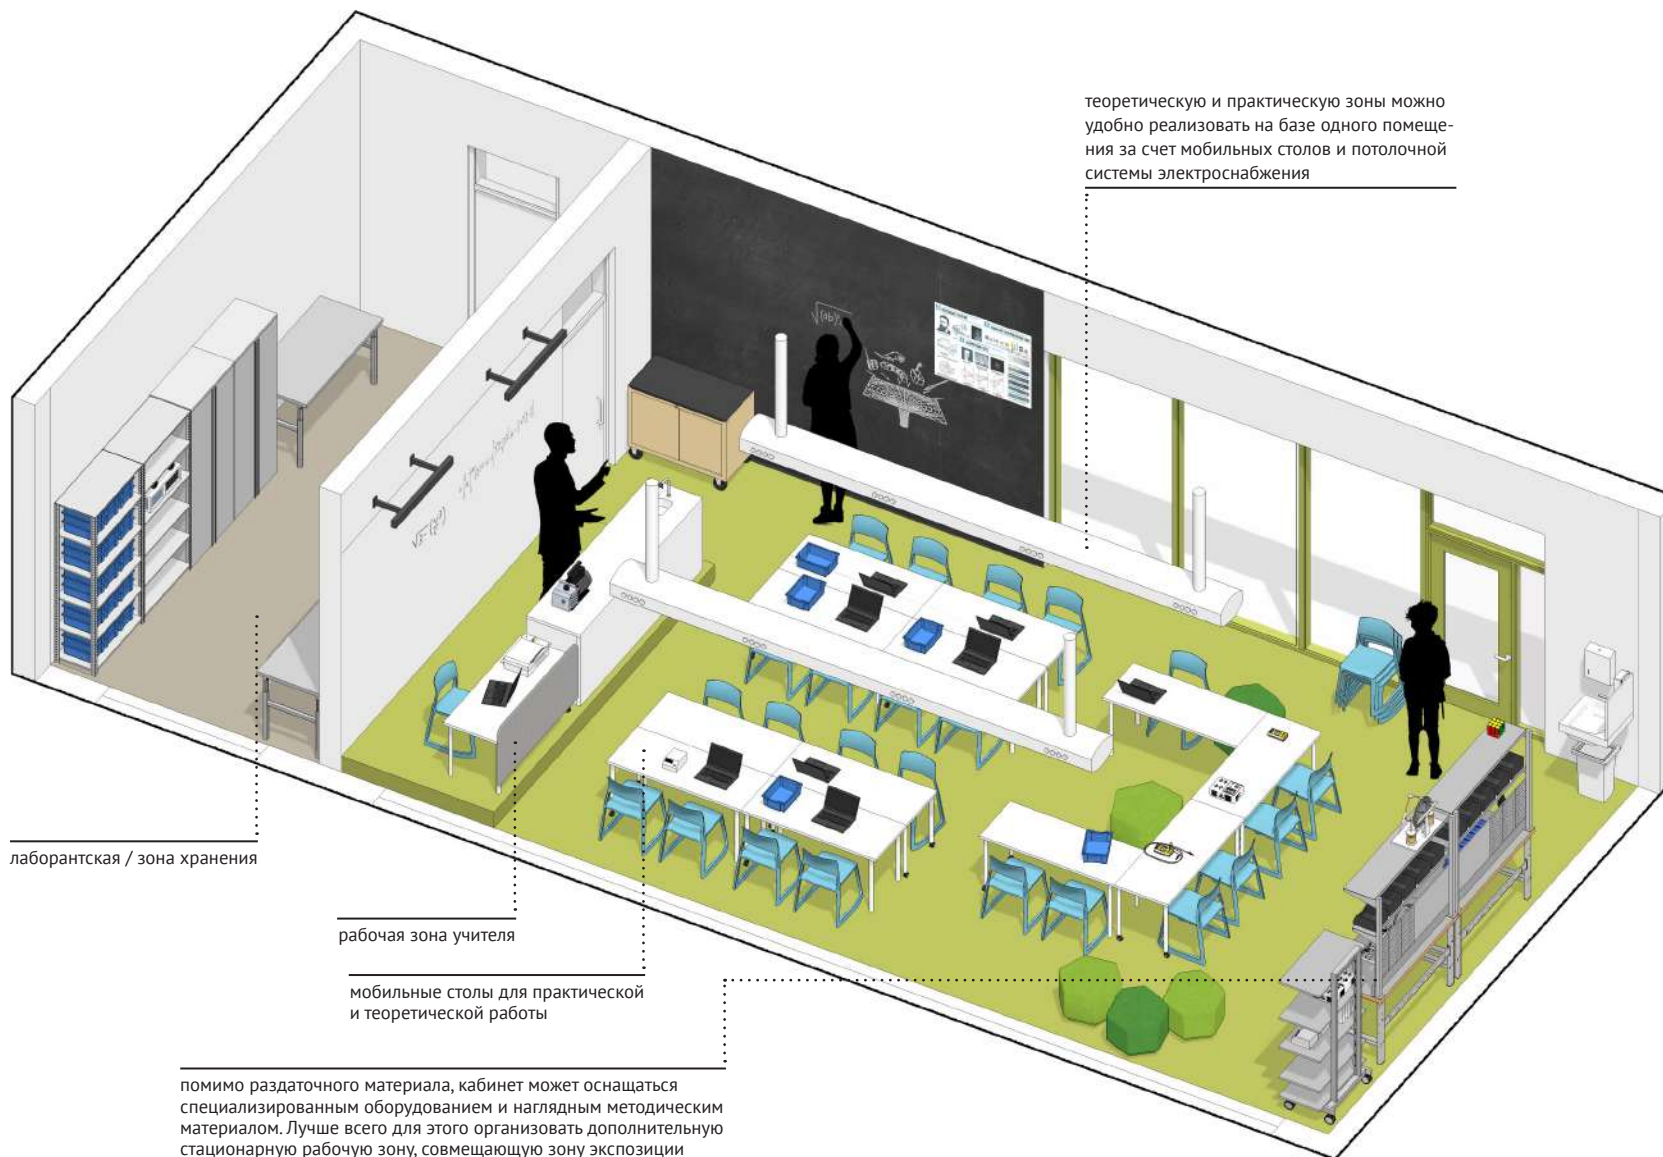 теоретическую и практическую зоны можно
удобно реализовать на базе одного помеще-
ния за счет мобильных столов и потолочной
системы электроснабжения
лаборантская / зона хранения
рабочая зона учителя
мобильные столы для практической
и теоретической работы
помимо раздаточного материала, кабинет может оснащаться
специализированным оборудованием и наглядным методическим
материалом. Лучше всего для этого организовать дополнительную
стационарную рабочую зону, совмещающую зону экспозиции